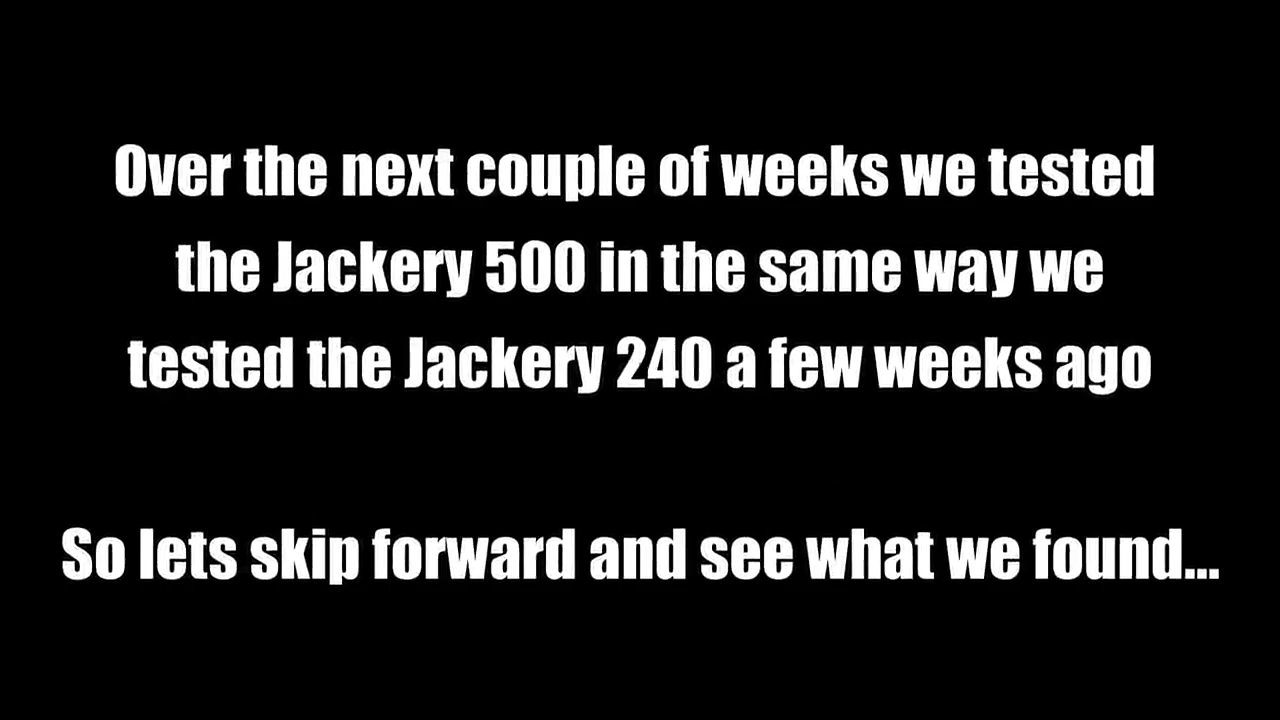 Over the next couple of weeks we tested
the Jackery 500 in the same way we
tested the Jackery 240 a few weeks ago
So lets skip forward and see what we found...